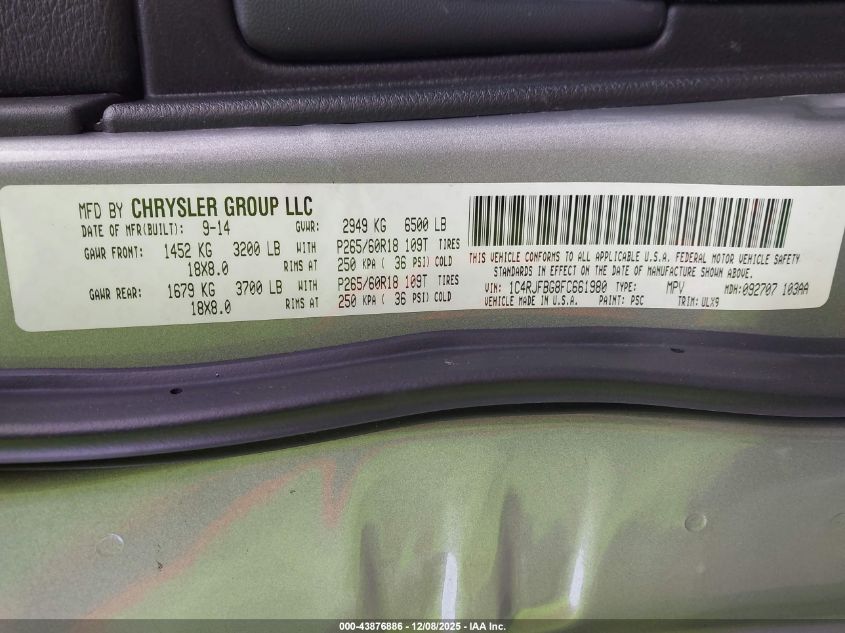 MFD BY CHRYSLER GROUP LLC
DATE OF MFR(BUILT): 9-14 GVWR: 2949 KG 6500 LB
GAWR FRONT: 1452 KG 3200 LB WITH P265/60R18 109T TIRES
18X8.0 RIMS AT 250 KPA ( 36 PSI) COLD
GAWR REAR: 1679 KG 3700 LB WITH P265/60R18 109T TIRES
18X8.0 RIMS AT 250 KPA ( 36 PSI) COLD
THIS VEHICLE CONFORMS TO ALL APPLICABLE U.S.A. FEDERAL MOTOR VEHICLE SAFETY
STANDARDS IN EFFECT ON THE DATE OF MANUFACTURE SHOWN ABOVE.
VIN: 1C4RJFBG8FC661980 TYPE: MPV MDH: 092707 103AA
VEHICLE MADE IN U.S.A. PAINT: PSC TRIM: ULX9
000-43876886 - 12/08/2025 - IAA Inc.